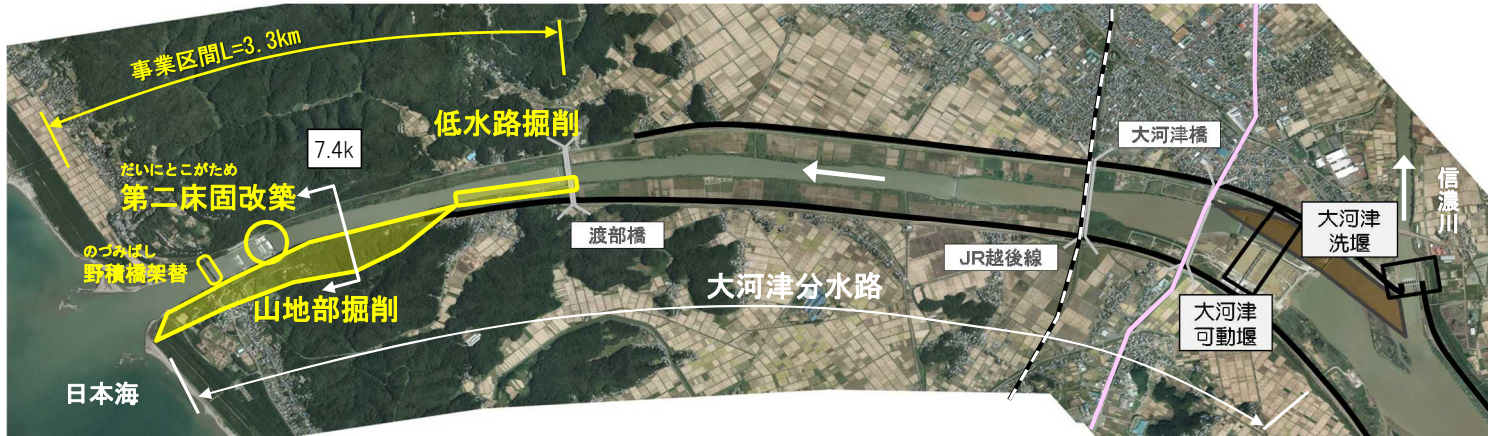 事業区間L=3.3km
低水路掘削
7.4k
だいにとこがため
第二床固改築
のづみばし
野積橋架替
山地部掘削
渡部橋
大河津分水路
日本海
大河津橋
JR越後線
大河津
洗堰
大河津
可動堰
信濃川